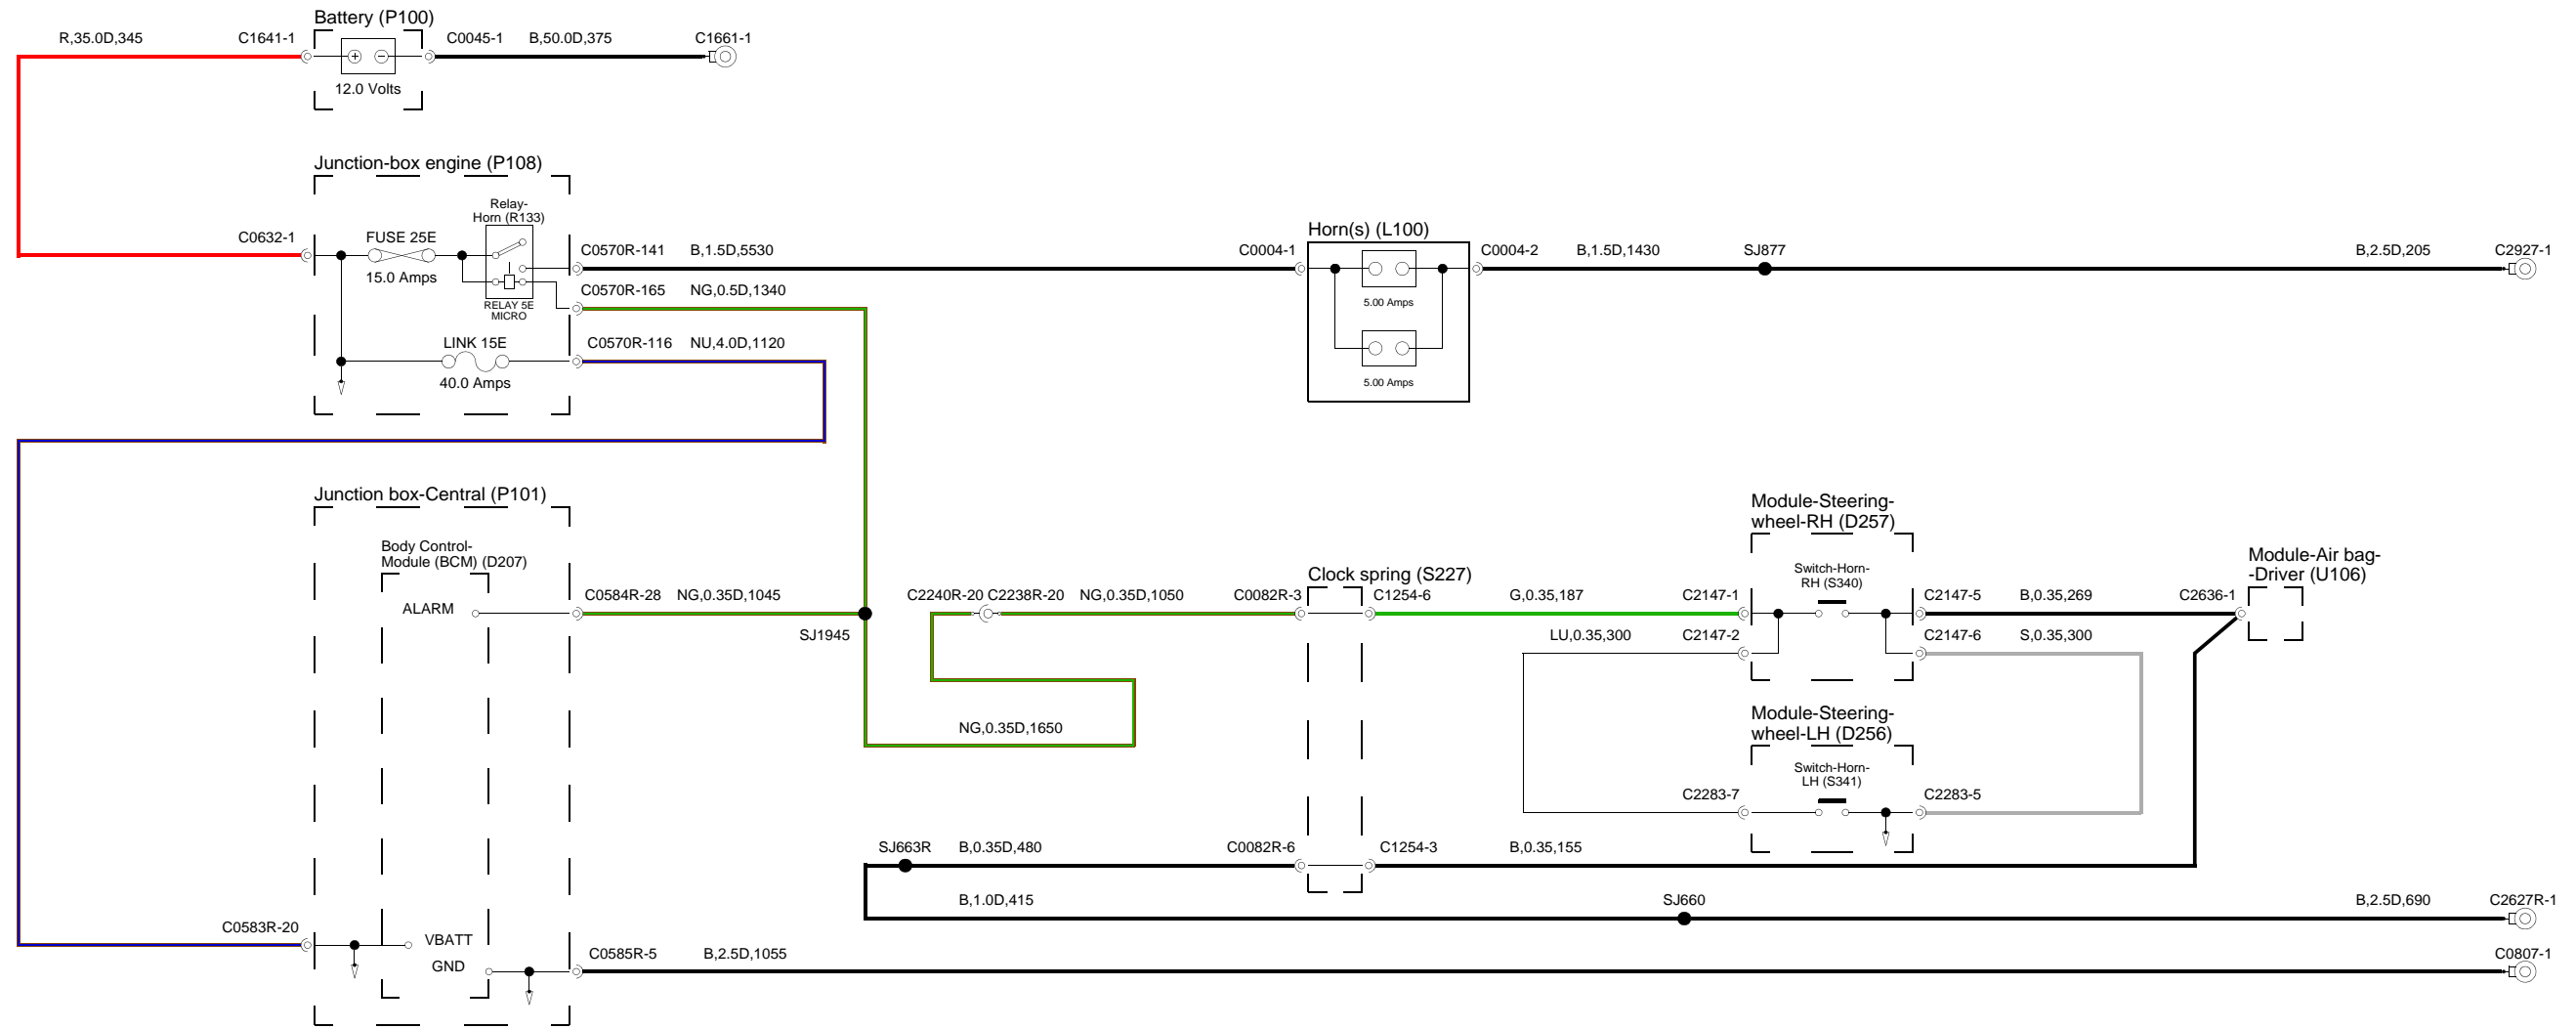 Battery (P100)
R,35.0D,345
C1641-1
C0045-1
B,50.0D,375
C1661-1
12.0 Volts
Junction-box engine (P108)
Relay-
Horn (R133)
C0632-1
FUSE 25E
15.0 Amps
RELAY 5E
MICRO
C0570R-141
B,1.5D,5530
C0570R-165
NG,0.5D,1340
LINK 15E
40.0 Amps
C0570R-116
NU,4.0D,1120
Horn(s) (L100)
C0004-1
C0004-2
B,1.5D,1430
SJ877
B,2.5D,205
C2927-1
5.00 Amps
5.00 Amps
Junction box-Central (P101)
Body Control-
Module (BCM) (D207)
ALARM
C0584R-28
NG,0.35D,1045
SJ1945
C2240R-20
C2238R-20
NG,0.35D,1050
C0082R-3
NG,0.35D,1650
Clock spring (S227)
C1254-6
G,0.35,187
C2147-1
LU,0.35,300
C2147-2
Module-Steering-
wheel-RH (D257)
Switch-Horn-
RH (S340)
C2147-5
B,0.35,269
C2636-1
C2147-6
S,0.35,300
Module-Air bag-
-Driver (U106)
Module-Steering-
wheel-LH (D256)
Switch-Horn-
LH (S341)
C2283-7
C2283-5
SJ663R
B,0.35D,480
C0082R-6
C1254-3
B,0.35,155
B,1.0D,415
SJ660
B,2.5D,690
C2627R-1
C0583R-20
VBATT
GND
C0585R-5
B,2.5D,1055
C0807-1